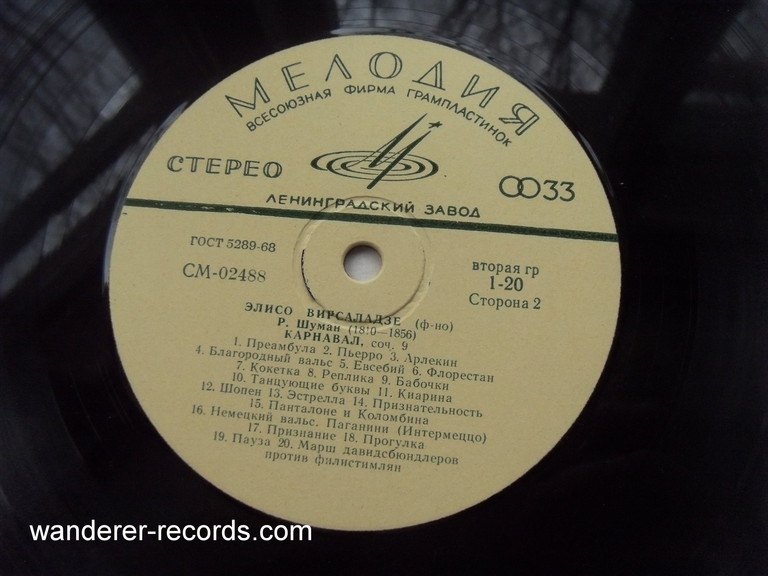 МЕЛОДИЯ
ВСЕСОЮЗНАЯ ФИРМА ГРАМПЛАСТИНОК
СТЕРЕО
33
ЛЕНИНГРАДСКИЙ ЗАВОД
ГОСТ 5289-68
СМ-02488
вторая гр
1-20
Сторона 2
ЭЛИСО ВИРСАЛАДЗЕ (ф-но)
Р. Шуман (1810—1856)
КАРНАВАЛ, соч. 9
1. Преамбула 2. Пьерро 3. Арлекин
4. Благородный вальс 5. Евсебий 6. Флорестан
7. Кокетка 8. Реплика 9. Бабочки
10. Танцующие буквы 11. Киарина
12. Шопен 13. Эстрелла 14. Признательность
15. Панталоне и Коломбина
16. Немецкий вальс. Паганини (Интермеццо)
17. Признание 18. Прогулка
19. Пауза 20. Марш давидсбюндлеров
против филистимлян
wanderer-records.com